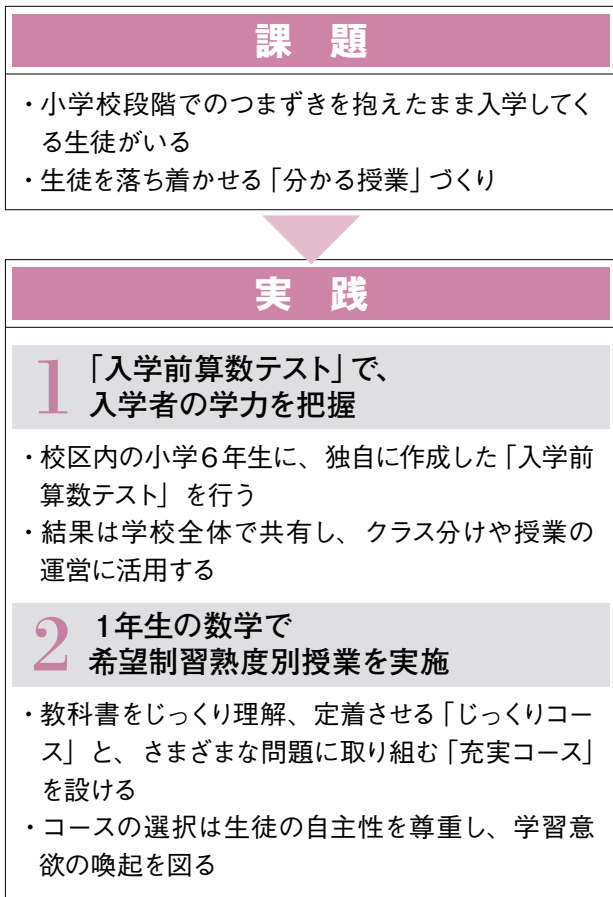 課 題
・小学校段階でのつまずきを抱えたまま入学してく
る生徒がいる
・生徒を落ち着かせる「分かる授業」づくり
実 践
1 「入学前算数テスト」で、
入学者の学力を把握
・校区内の小学6年生に、独自に作成した「入学前
算数テスト」を行う
・結果は学校全体で共有し、クラス分けや授業の
運営に活用する
2 1年生の数学で
希望制習熟度別授業を実施
・教科書をじっくり理解、定着させる「じっくりコー
ス」と、さまざまな問題に取り組む「充実コース」
を設ける
・コースの選択は生徒の自主性を尊重し、学習意
欲の喚起を図る